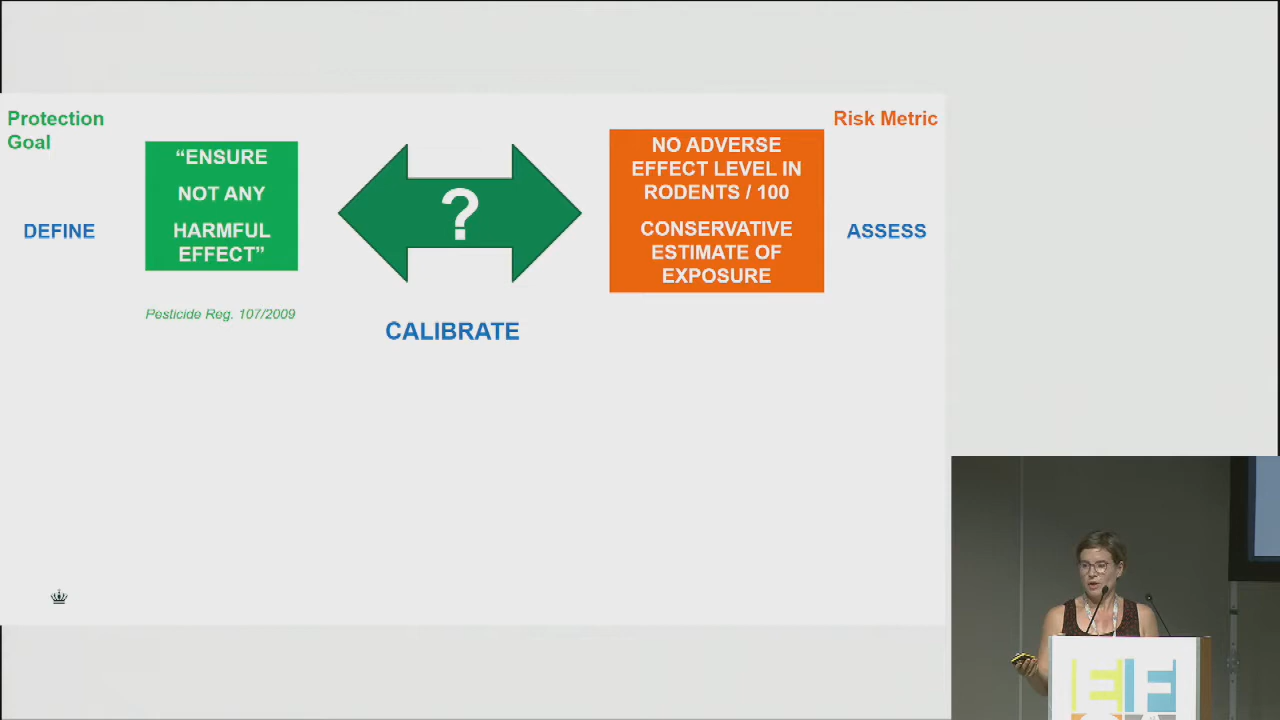 Protection
Goal
DEFINE
“ENSURE
NOT ANY
HARMFUL
EFFECT”
Pesticide Reg. 107/2009
?
CALIBRATE
Risk Metric
NO ADVERSE
EFFECT LEVEL IN
RODENTS / 100
CONSERVATIVE
ESTIMATE OF
EXPOSURE
ASSESS